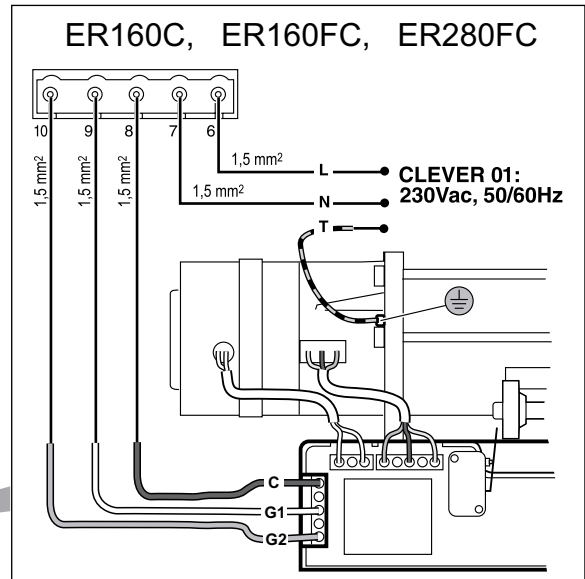 ER160C, ER160FC, ER280FC
10 9 8 7 6
1,5 mm²
1,5 mm²
1,5 mm²
1,5 mm²
1,5 mm²
L
N
T
CLEVER 01:
230Vac, 50/60Hz
C
G1
G2